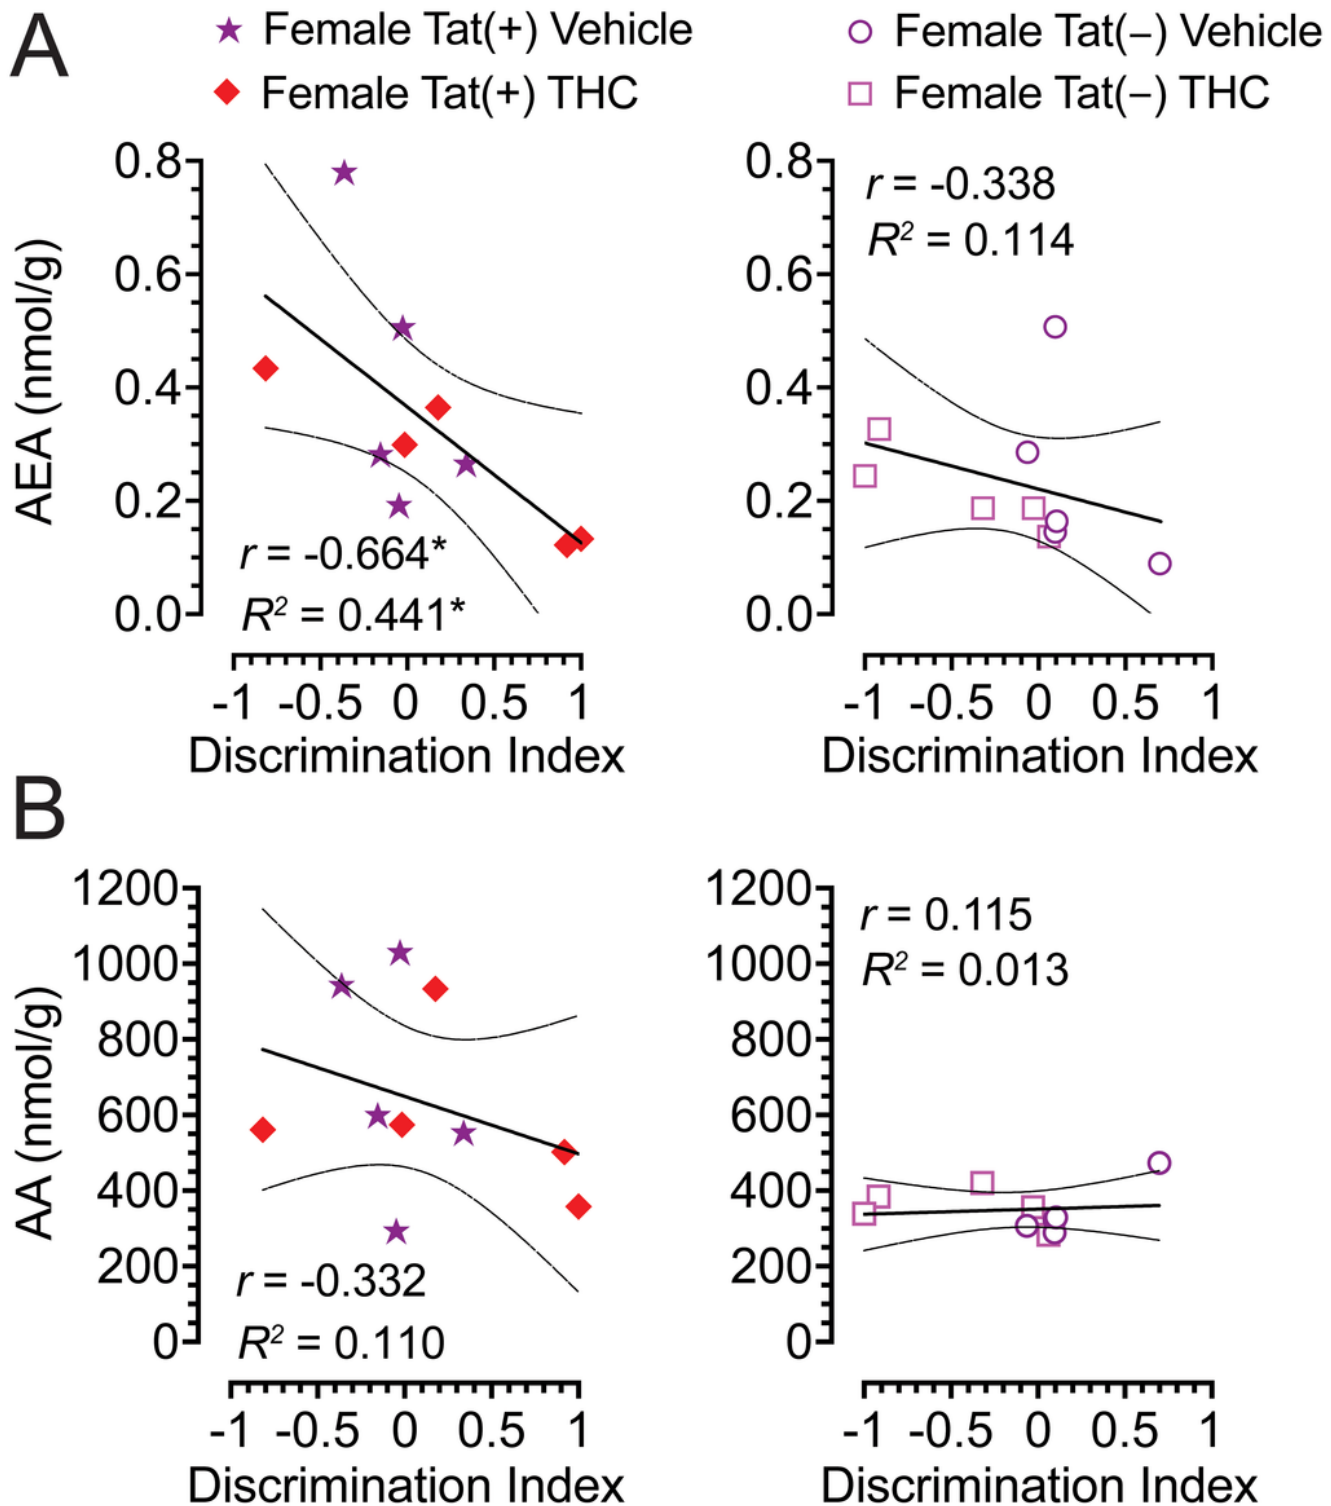 A
Female Tat(+) Vehicle
Female Tat(+) THC
Female Tat(−) Vehicle
Female Tat(−) THC
AEA (nmol/g)
0.8
0.6
0.4
0.2
0.0
r = -0.664*
R² = 0.441*
-1 -0.5 0 0.5 1
Discrimination Index
0.8
0.6
0.4
0.2
0.0
r = -0.338
R² = 0.114
-1 -0.5 0 0.5 1
Discrimination Index
B
AA (nmol/g)
1200
1000
800
600
400
200
0
r = -0.332
R² = 0.110
-1 -0.5 0 0.5 1
Discrimination Index
1200
1000
800
600
400
200
0
r = 0.115
R² = 0.013
-1 -0.5 0 0.5 1
Discrimination Index